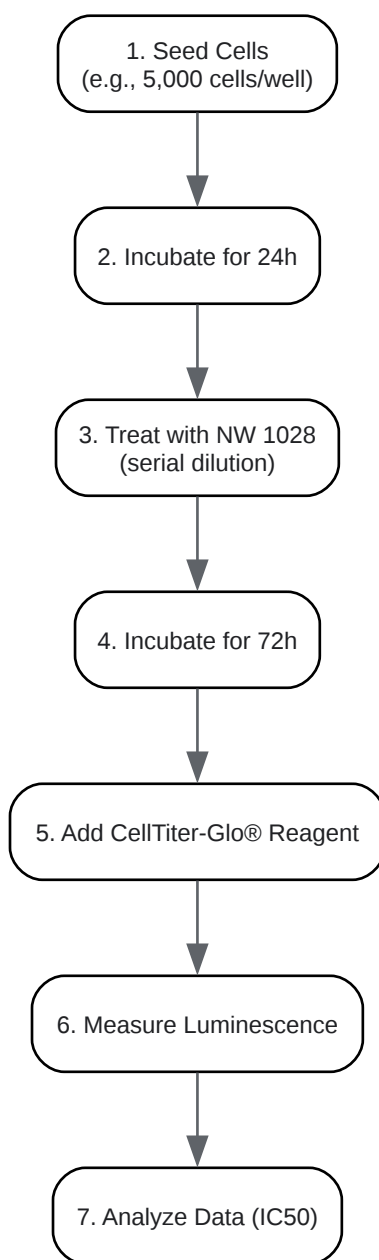 1. Seed Cells
(e.g., 5,000 cells/well)
2. Incubate for 24h
3. Treat with NW 1028
(serial dilution)
4. Incubate for 72h
5. Add CellTiter-Glo® Reagent
6. Measure Luminescence
7. Analyze Data (IC50)